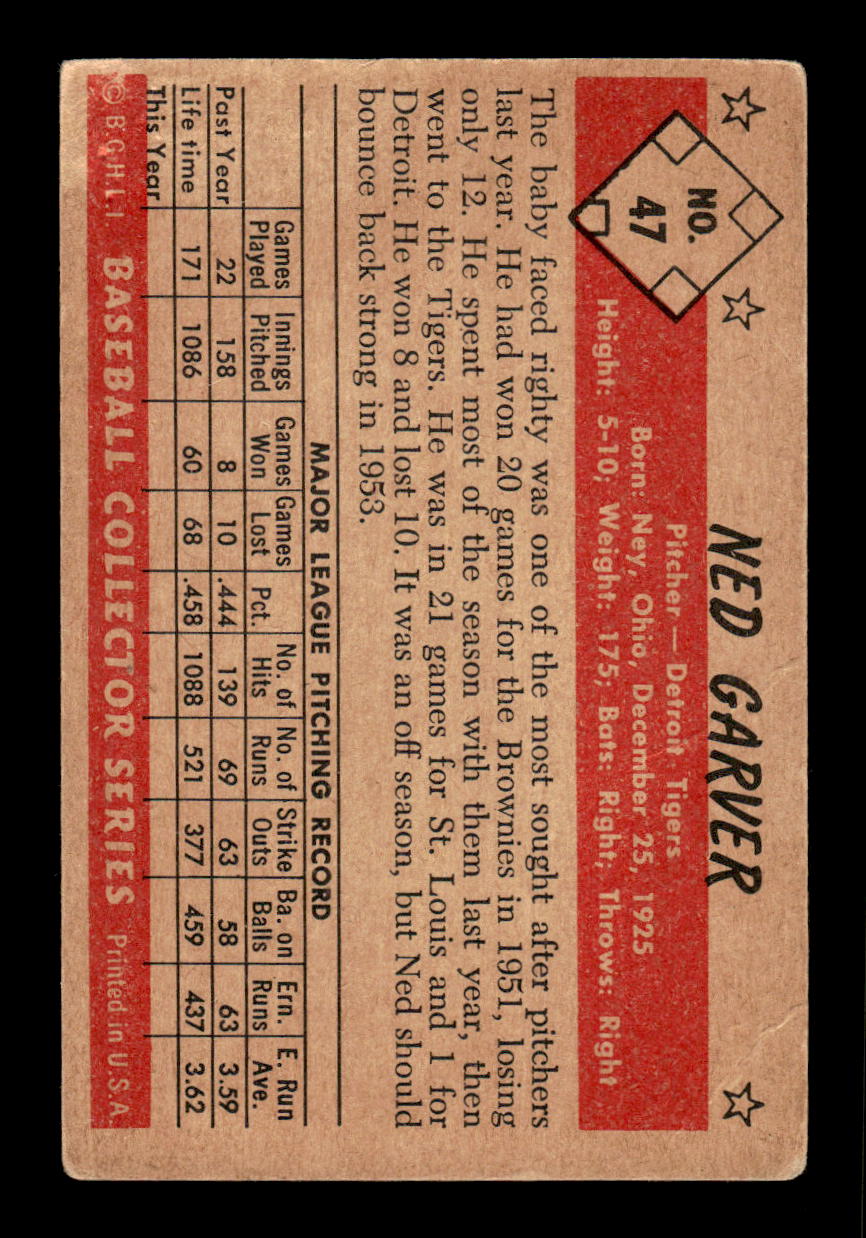 NED GARVER
NO.
47
Pitcher — Detroit Tigers
Born: Ney, Ohio, December 25, 1925
Height: 5-10; Weight: 175; Bats: Right; Throws: Right
The baby faced righty was one of the most sought after pitchers
last year. He had won 20 games for the Brownies in 1951, losing
only 12. He spent most of the season with them last year, then
went to the Tigers. He was in 21 games for St. Louis and 1 for
Detroit. He won 8 and lost 10. It was an off season, but Ned should
bounce back strong in 1953.
MAJOR LEAGUE PITCHING RECORD
Games Innings Games Games No. of No. of Strike Ba. on Ern. E. Run
Played Pitched Won Lost Pct. Hits Runs Outs Balls Runs Ave.
Past Year 22 158 8 10 .444 139 69 63 58 63 3.59
Life time 171 1086 60 68 .458 1088 521 377 459 437 3.62
This Year
© B.G.H.L.I. BASEBALL COLLECTOR SERIES Printed in U.S.A.